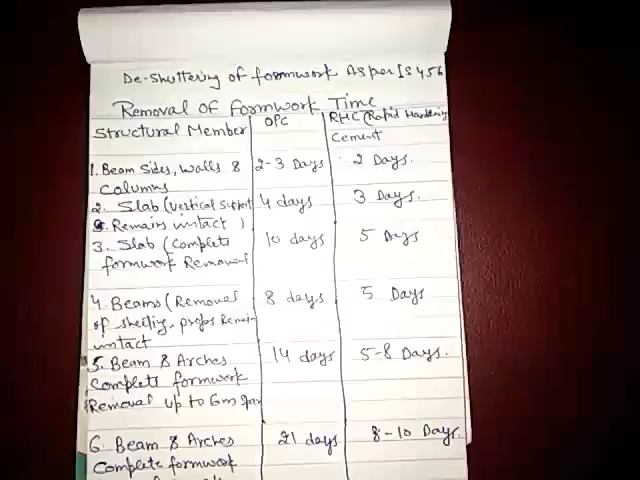 De-Shuttering of formwork As per IS 456
Removal of Formwork Time
Structural Member
OPC
RHC (Rapid Hardening
Cement
1. Beam Sides, Walls &
Columns
2-3 Days
2 Days.
2. Slab (Vertical Support
Remains intact)
4 days
3 Days.
3. Slab (Complete
formwork Removal
10 days
5 Days
4. Beams (Removal
of sheeting, props Remain
intact
8 days
5 Days
5. Beam & Arches
Complete formwork
Removal up to 6m Span
14 days
5-8 Days.
6. Beam & Arches
Complete formwork
21 days
8-10 Days.